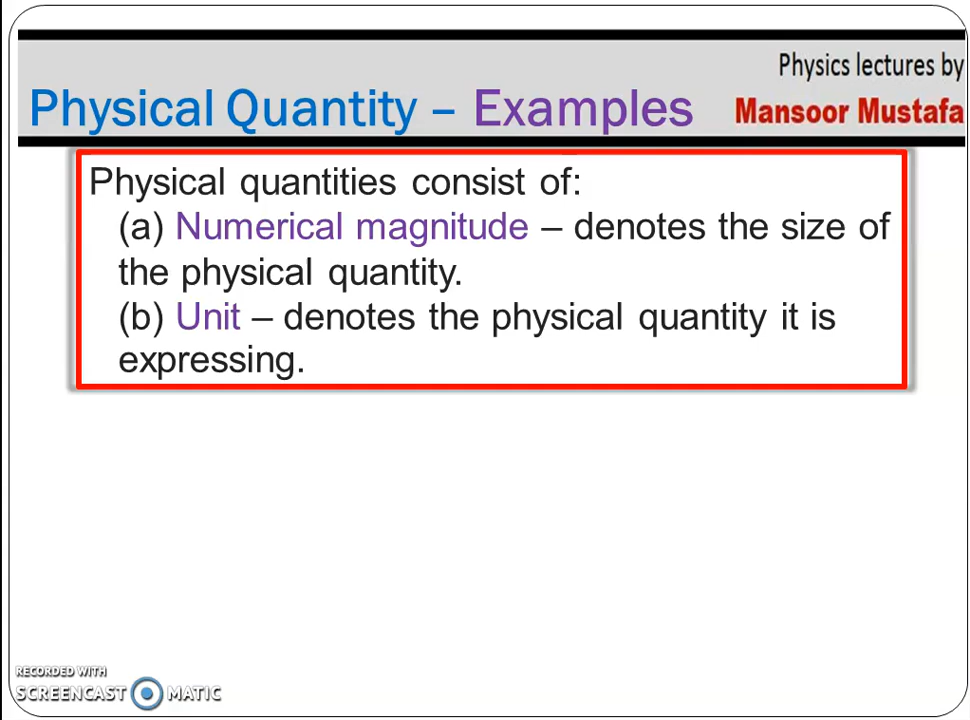 Physics lectures by
Physical Quantity – Examples
Mansoor Mustafa
Physical quantities consist of:
(a) Numerical magnitude – denotes the size of
the physical quantity.
(b) Unit – denotes the physical quantity it is
expressing.
RECORDED WITH
SCREENCAST MATIC